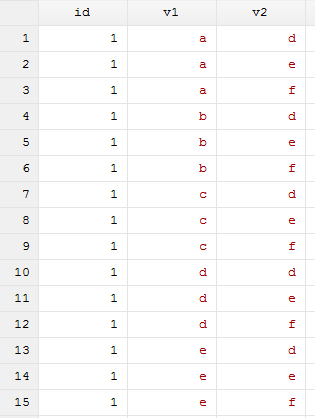 id v1 v2
1 1 a d
2 1 a e
3 1 a f
4 1 b d
5 1 b e
6 1 b f
7 1 c d
8 1 c e
9 1 c f
10 1 d d
11 1 d e
12 1 d f
13 1 e d
14 1 e e
15 1 e f